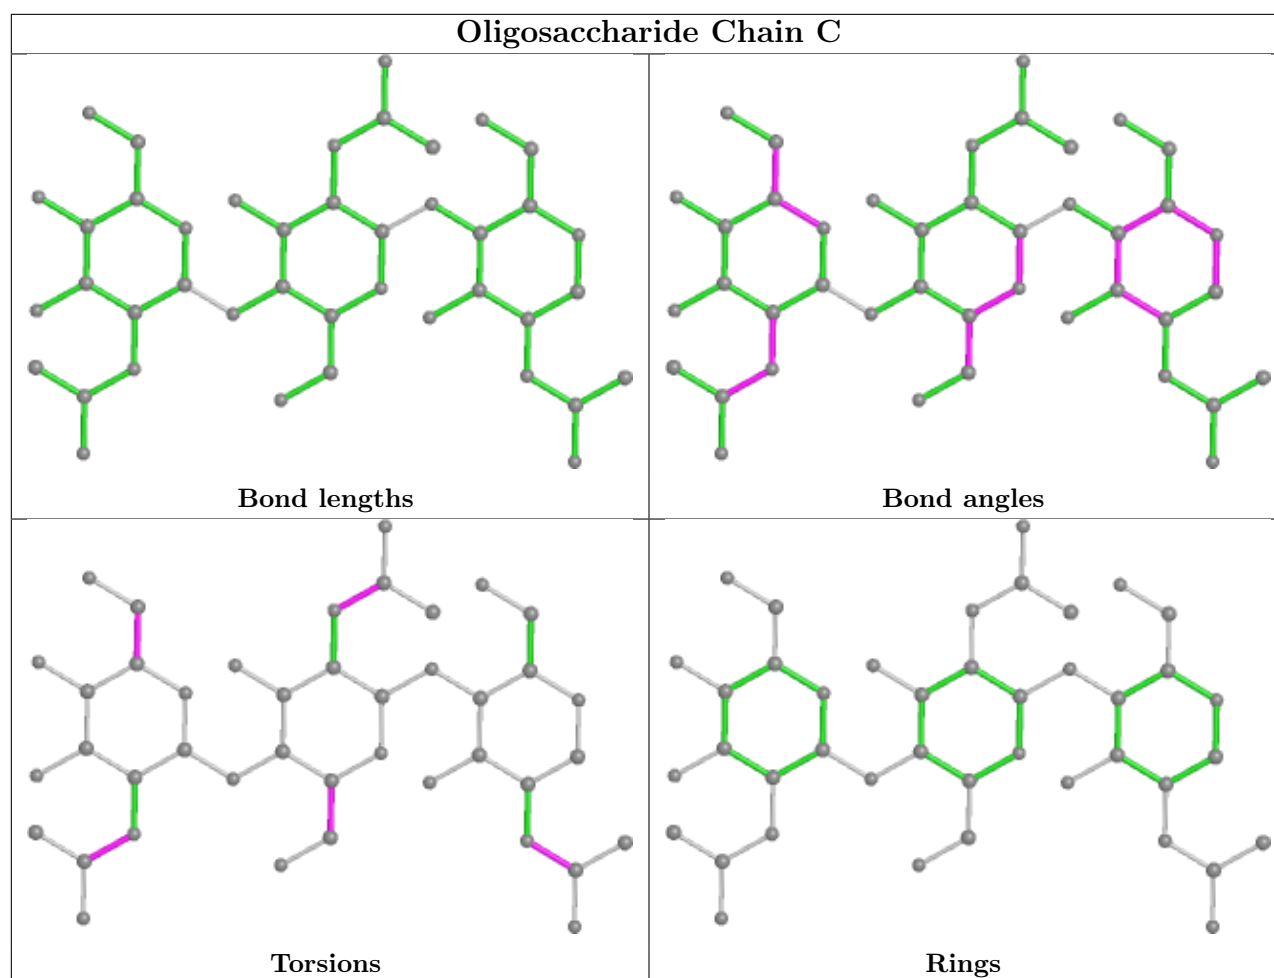 Oligosaccharide Chain C
Bond lengths
Bond angles
Torsions
Rings